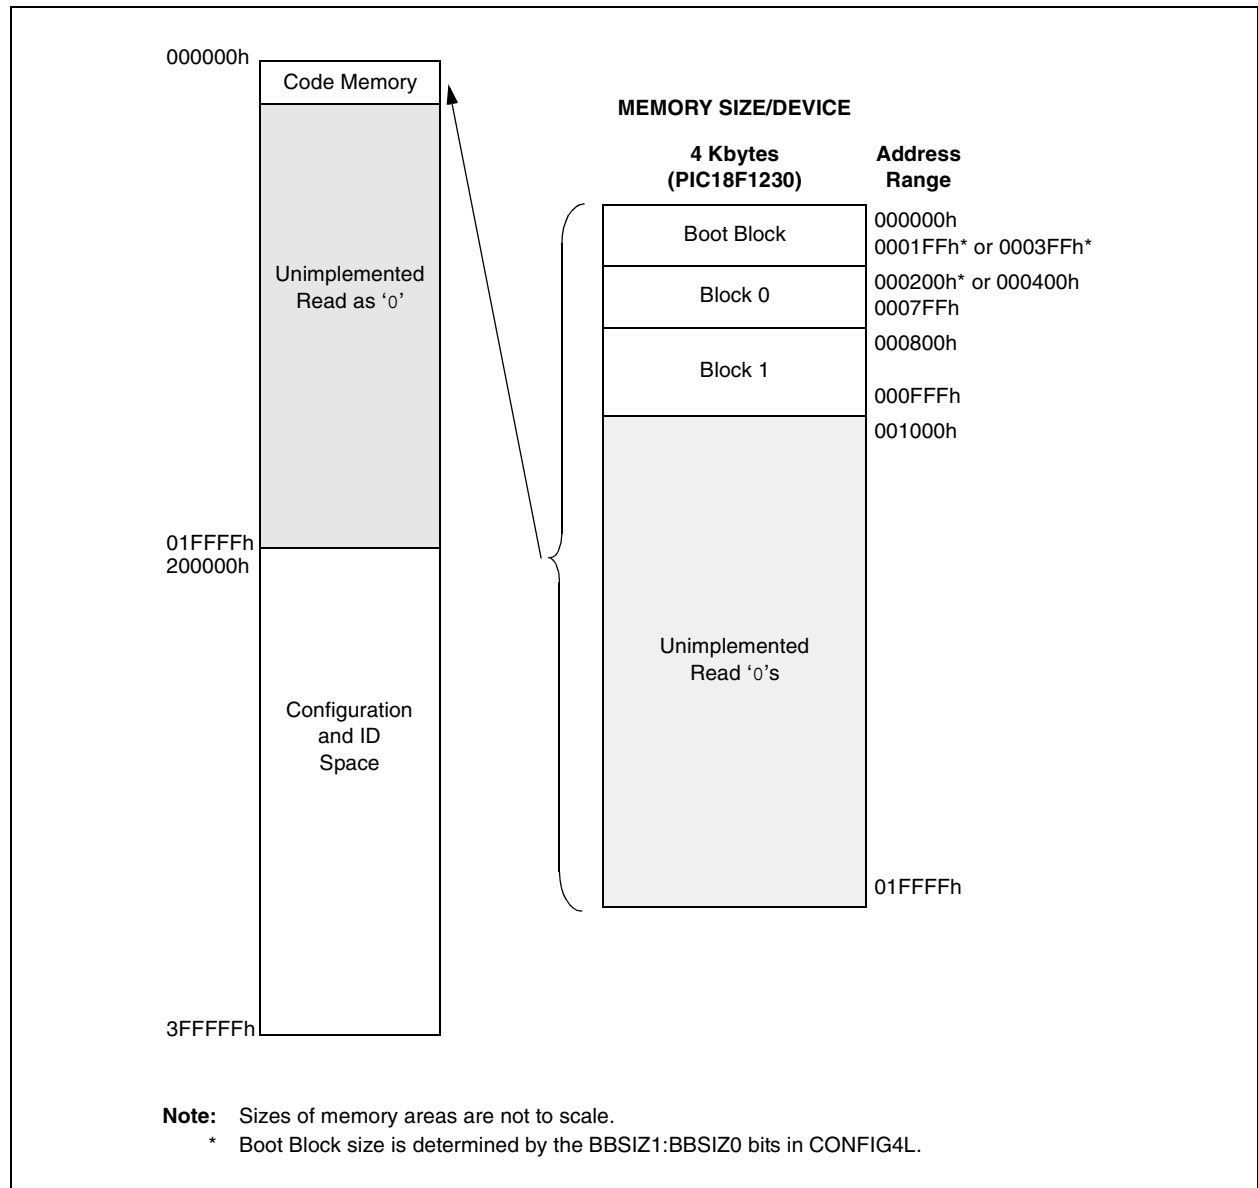 000000h
Code Memory
Unimplemented
Read as ‘0’
01FFFFh
200000h
Configuration
and ID
Space
3FFFFFh
MEMORY SIZE/DEVICE
4 Kbytes
(PIC18F1230)
Address
Range
Boot Block
000000h
0001FFh* or 0003FFh*
Block 0
000200h* or 000400h
0007FFh
Block 1
000800h
000FFFh
001000h
Unimplemented
Read ‘0’s
01FFFFh
Note: Sizes of memory areas are not to scale.
* Boot Block size is determined by the BBSIZ1:BBSIZ0 bits in CONFIG4L.